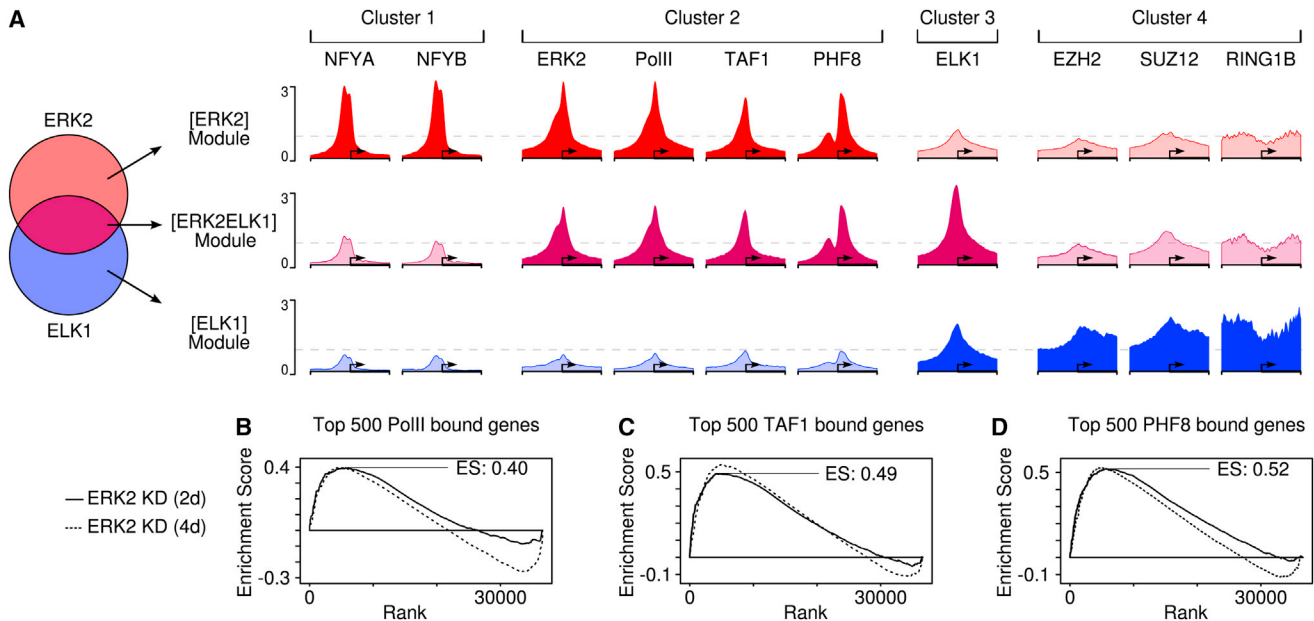 A
Cluster 1 Cluster 2 Cluster 3 Cluster 4
NFYA NFYB ERK2 PolII TAF1 PHF8 ELK1 EZH2 SUZ12 RING1B
ERK2
ELK1
[ERK2]
Module
3
0
[ERK2ELK1]
Module
3
0
[ELK1]
Module
3
0
ERK2 KD (2d)
ERK2 KD (4d)
B Top 500 PolII bound genes
Enrichment Score
0.4
-0.3
ES: 0.40
0 30000
Rank
C Top 500 TAF1 bound genes
Enrichment Score
0.5
-0.1
ES: 0.49
0 30000
Rank
D Top 500 PHF8 bound genes
Enrichment Score
0.5
-0.1
ES: 0.52
0 30000
Rank